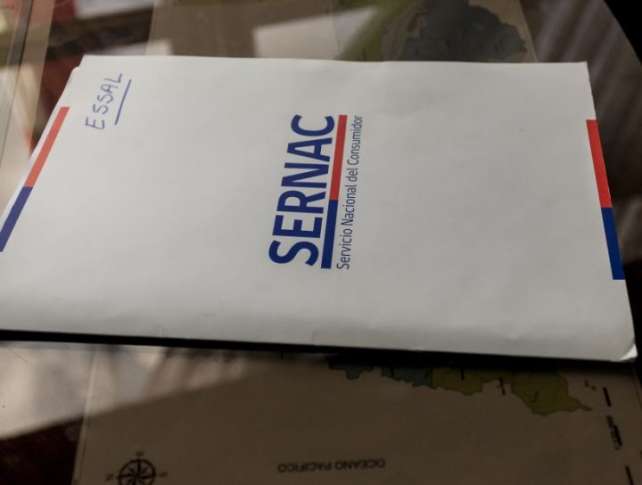 ESSAL
SERNAC
Servicio Nacional del Consumidor
OCEANO PACIFICO